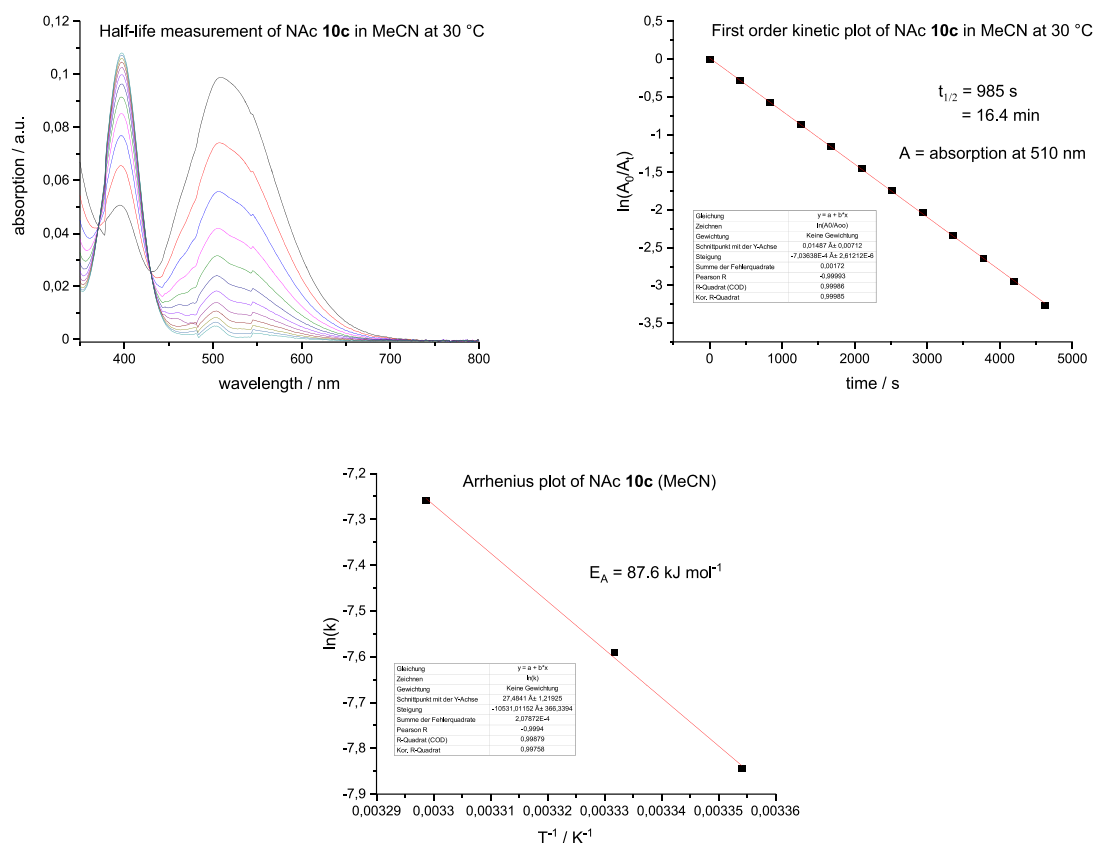 Half-life measurement of NAc 10c in MeCN at 30 °C
0,12
0,1
0,08
0,06
0,04
0,02
0
absorption / a.u.
400 500 600 700 800
wavelength / nm
First order kinetic plot of NAc 10c in MeCN at 30 °C
0,5
0
-0,5
-1,0
-1,5
-2,0
-2,5
-3,0
-3,5
ln(A0/At)
t1/2 = 985 s
= 16.4 min
A = absorption at 510 nm
Gleichung y = a + b*x
Zeichnen ln(A0/Aoo)
Gewichtung Keine Gewichtung
Schnittpunkt mit der Y-Achse 0,01487 Â± 0,00712
Steigung -7,03638E-4 Â± 2,61212E-6
Summe der Fehlerquadrate 0,00172
Pearson R -0,99993
R-Quadrat (COD) 0,99986
Kor. R-Quadrat 0,99985
0 1000 2000 3000 4000 5000
time / s
Arrhenius plot of NAc 10c (MeCN)
-7,2
-7,3
-7,4
-7,5
-7,6
-7,7
-7,8
-7,9
ln(k)
EA = 87.6 kJ mol-1
Gleichung y = a + b*x
Zeichnen ln(k)
Gewichtung Keine Gewichtung
Schnittpunkt mit der Y-Achse 27,4841 Â± 1,21925
Steigung -10531,01152 Â± 366,3394
Summe der Fehlerquadrate 2,07872E-4
Pearson R -0,9994
R-Quadrat (COD) 0,99879
Kor. R-Quadrat 0,99758
0,00329 0,0033 0,00331 0,00332 0,00333 0,00334 0,00335 0,00336
T-1 / K-1